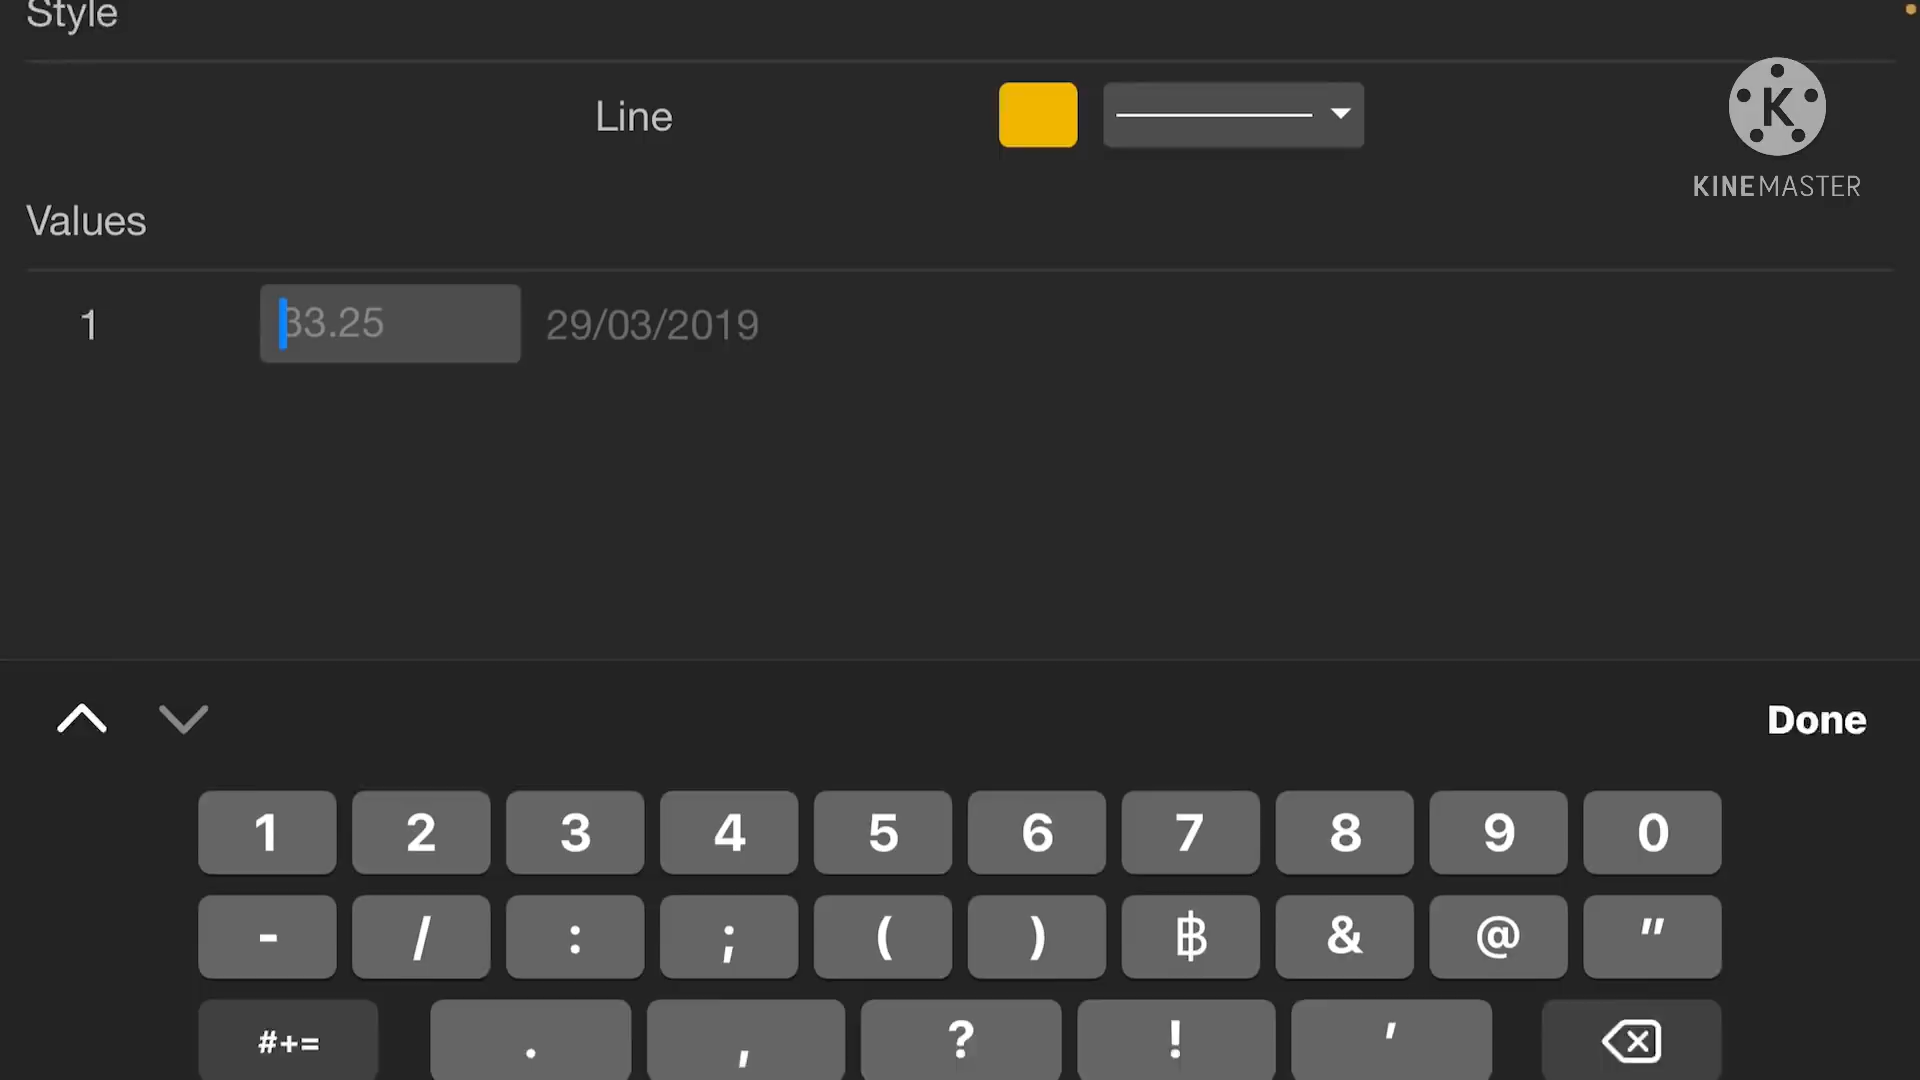 Style
Line
KINEMASTER
Values
1 33.25 29/03/2019
Done
1 2 3 4 5 6 7 8 9 0
- / : ; ( ) ฿ & @ "
#+= . , ? ! '